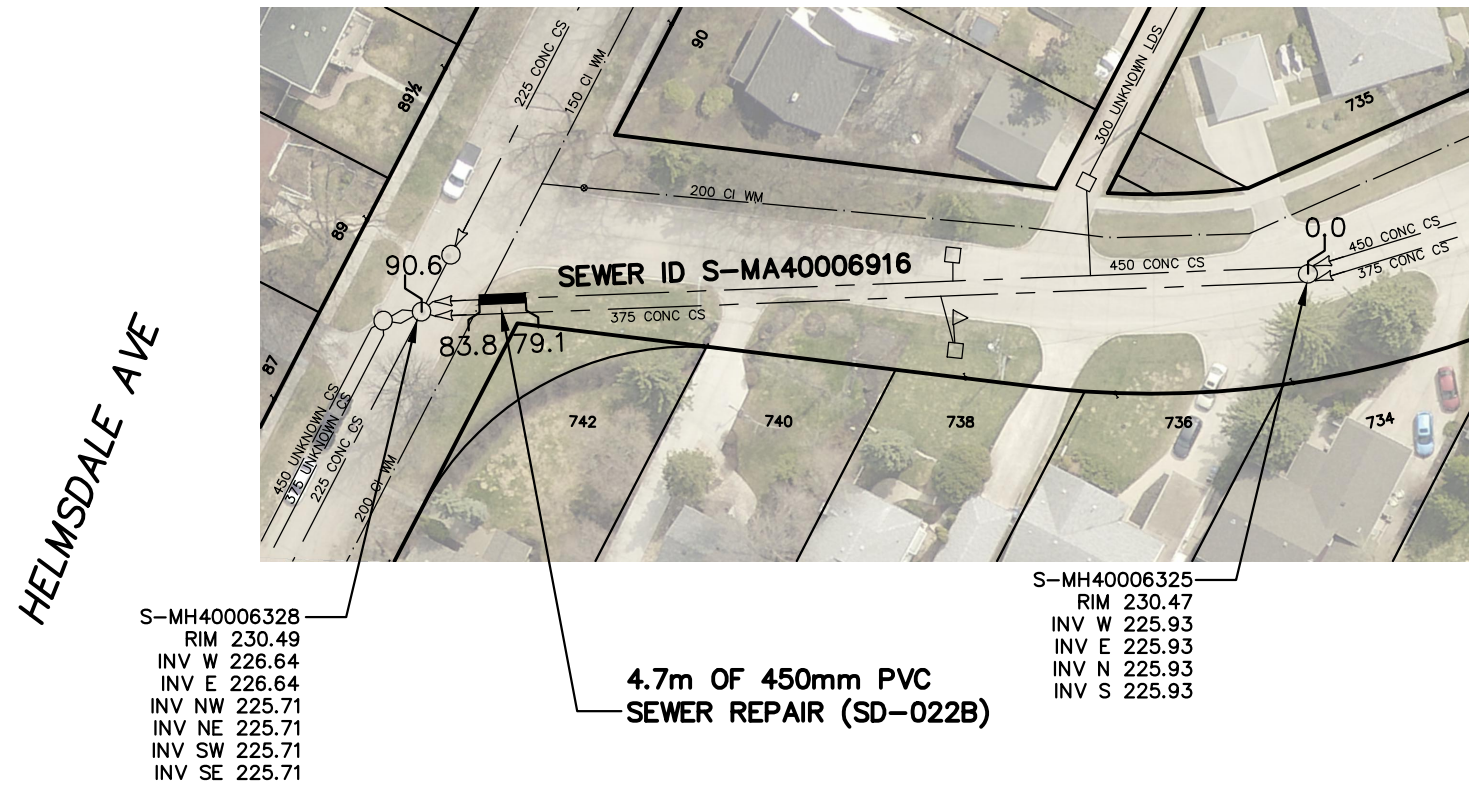 90
735
89½
225 CONC CS
150 CI WM
300 UNKNOWN LDS
200 CI WM
89
0.0
90.6
SEWER ID S-MA40006916
450 CONC CS
450 CONC CS
375 CONC CS
375 CONC CS
83.8
79.1
87
742
740
738
736
734
450 UNKNOWN CS
375 UNKNOWN CS
225 CONC CS
200 CI WM
HELMSDALE AVE
S-MH40006328
RIM 230.49
INV W 226.64
INV E 226.64
INV NW 225.71
INV NE 225.71
INV SW 225.71
INV SE 225.71
4.7m OF 450mm PVC
SEWER REPAIR (SD-022B)
S-MH40006325
RIM 230.47
INV W 225.93
INV E 225.93
INV N 225.93
INV S 225.93